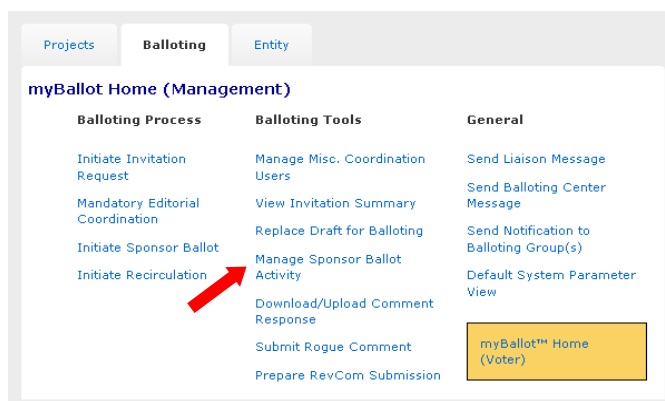 Projects
Balloting
Entity
myBallot Home (Management)
Balloting Process
Initiate Invitation
Request
Mandatory Editorial
Coordination
Initiate Sponsor Ballot
Initiate Recirculation
Balloting Tools
Manage Misc. Coordination
Users
View Invitation Summary
Replace Draft for Balloting
Manage Sponsor Ballot
Activity
Download/Upload Comment
Response
Submit Rogue Comment
Prepare RevCom Submission
General
Send Liaison Message
Send Balloting Center
Message
Send Notification to
Balloting Group(s)
Default System Parameter
View
myBallot™ Home
(Voter)